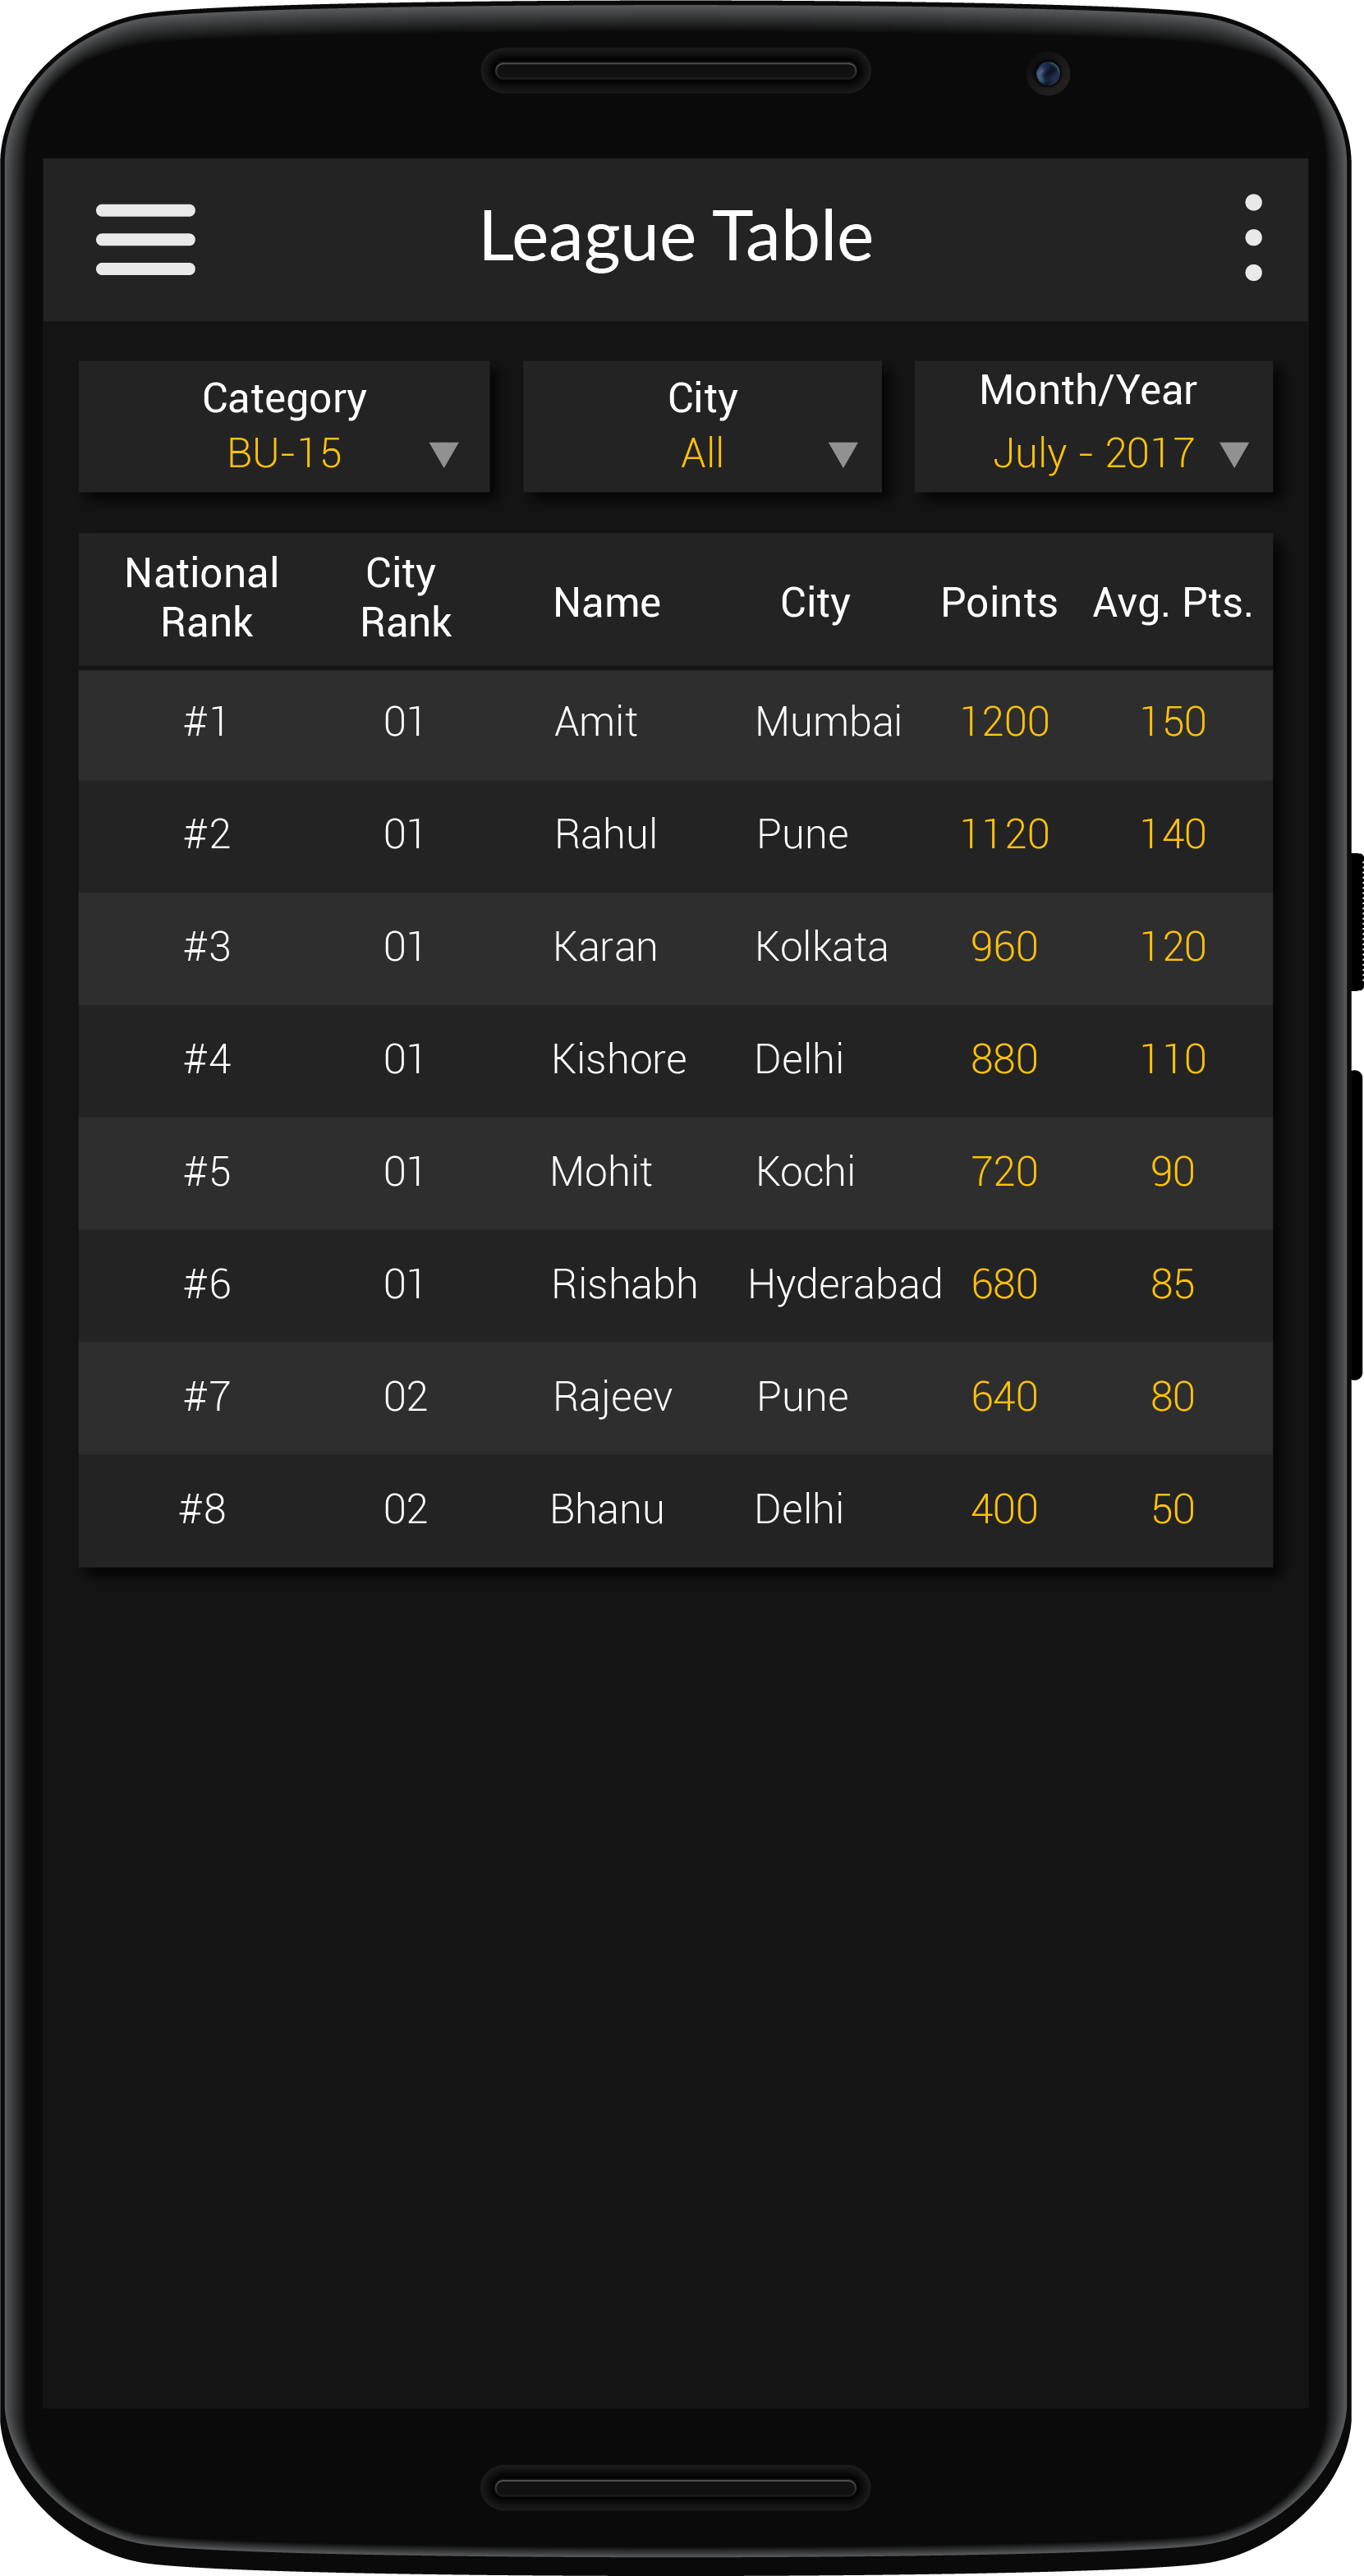 League Table
Category City Month/Year
BU-15 All July - 2017
National Rank City Rank Name City Points Avg. Pts.
#1 01 Amit Mumbai 1200 150
#2 01 Rahul Pune 1120 140
#3 01 Karan Kolkata 960 120
#4 01 Kishore Delhi 880 110
#5 01 Mohit Kochi 720 90
#6 01 Rishabh Hyderabad 680 85
#7 02 Rajeev Pune 640 80
#8 02 Bhanu Delhi 400 50